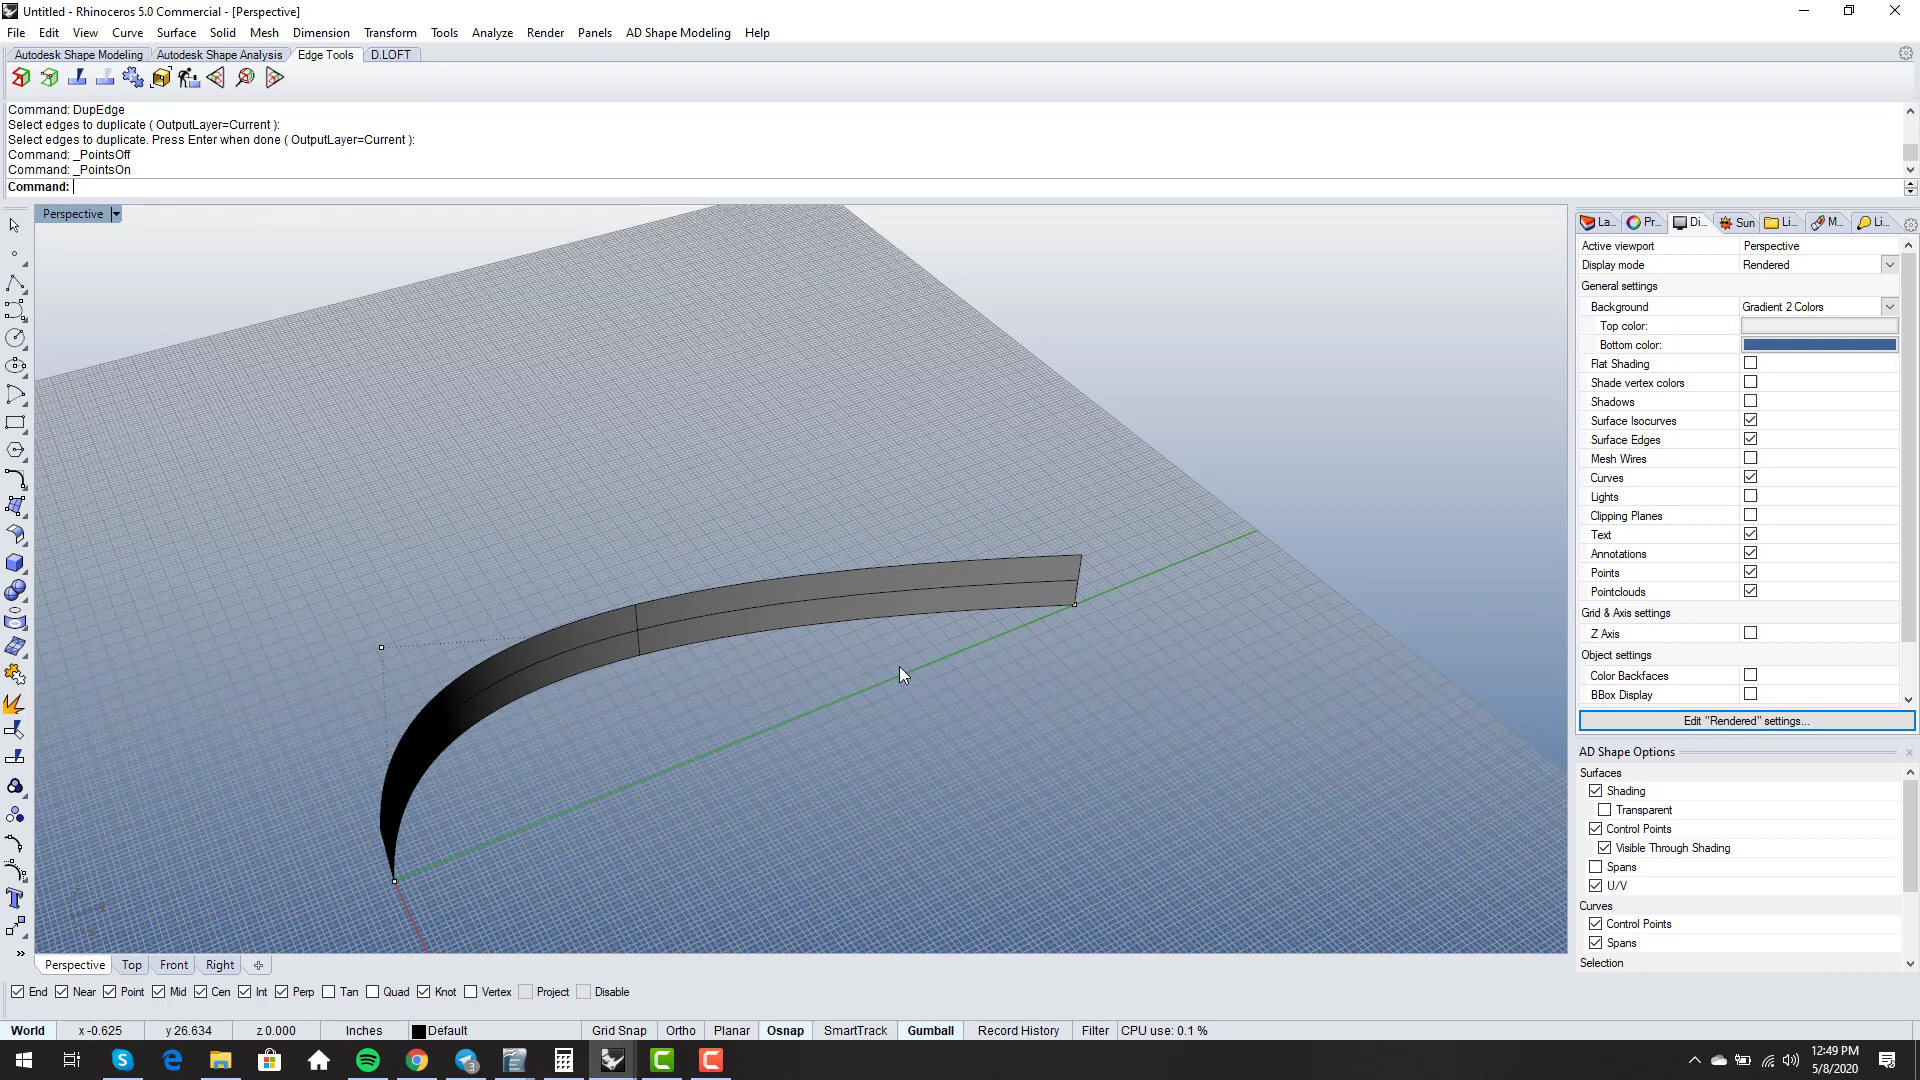 Untitled - Rhinoceros 5.0 Commercial - [Perspective]
File Edit View Curve Surface Solid Mesh Dimension Transform Tools Analyze Render Panels AD Shape Modeling Help
Autodesk Shape Modeling Autodesk Shape Analysis Edge Tools D.LOFT
Command: DupEdge
Select edges to duplicate ( OutputLayer=Current ):
Select edges to duplicate. Press Enter when done ( OutputLayer=Current ):
Command: _PointsOff
Command: _PointsOn
Command:
Perspective
La... Pr... Di... Sun Li... M... Li...
Active viewport Perspective
Display mode Rendered
General settings
Background Gradient 2 Colors
Top color:
Bottom color:
Flat Shading
Shade vertex colors
Shadows
Surface Isocurves
Surface Edges
Mesh Wires
Curves
Lights
Clipping Planes
Text
Annotations
Points
Pointclouds
Grid & Axis settings
Z Axis
Object settings
Color Backfaces
BBox Display
Edit "Rendered" settings...
AD Shape Options
Surfaces
Shading
Transparent
Control Points
Visible Through Shading
Spans
U/V
Curves
Control Points
Spans
Selection
Perspective Top Front Right
End Near Point Mid Cen Int Perp Tan Quad Knot Vertex Project Disable
World x -0.625 y 26.634 z 0.000 Inches Default Grid Snap Ortho Planar Osnap SmartTrack Gumball Record History Filter CPU use: 0.1 %
12:49 PM
5/8/2020